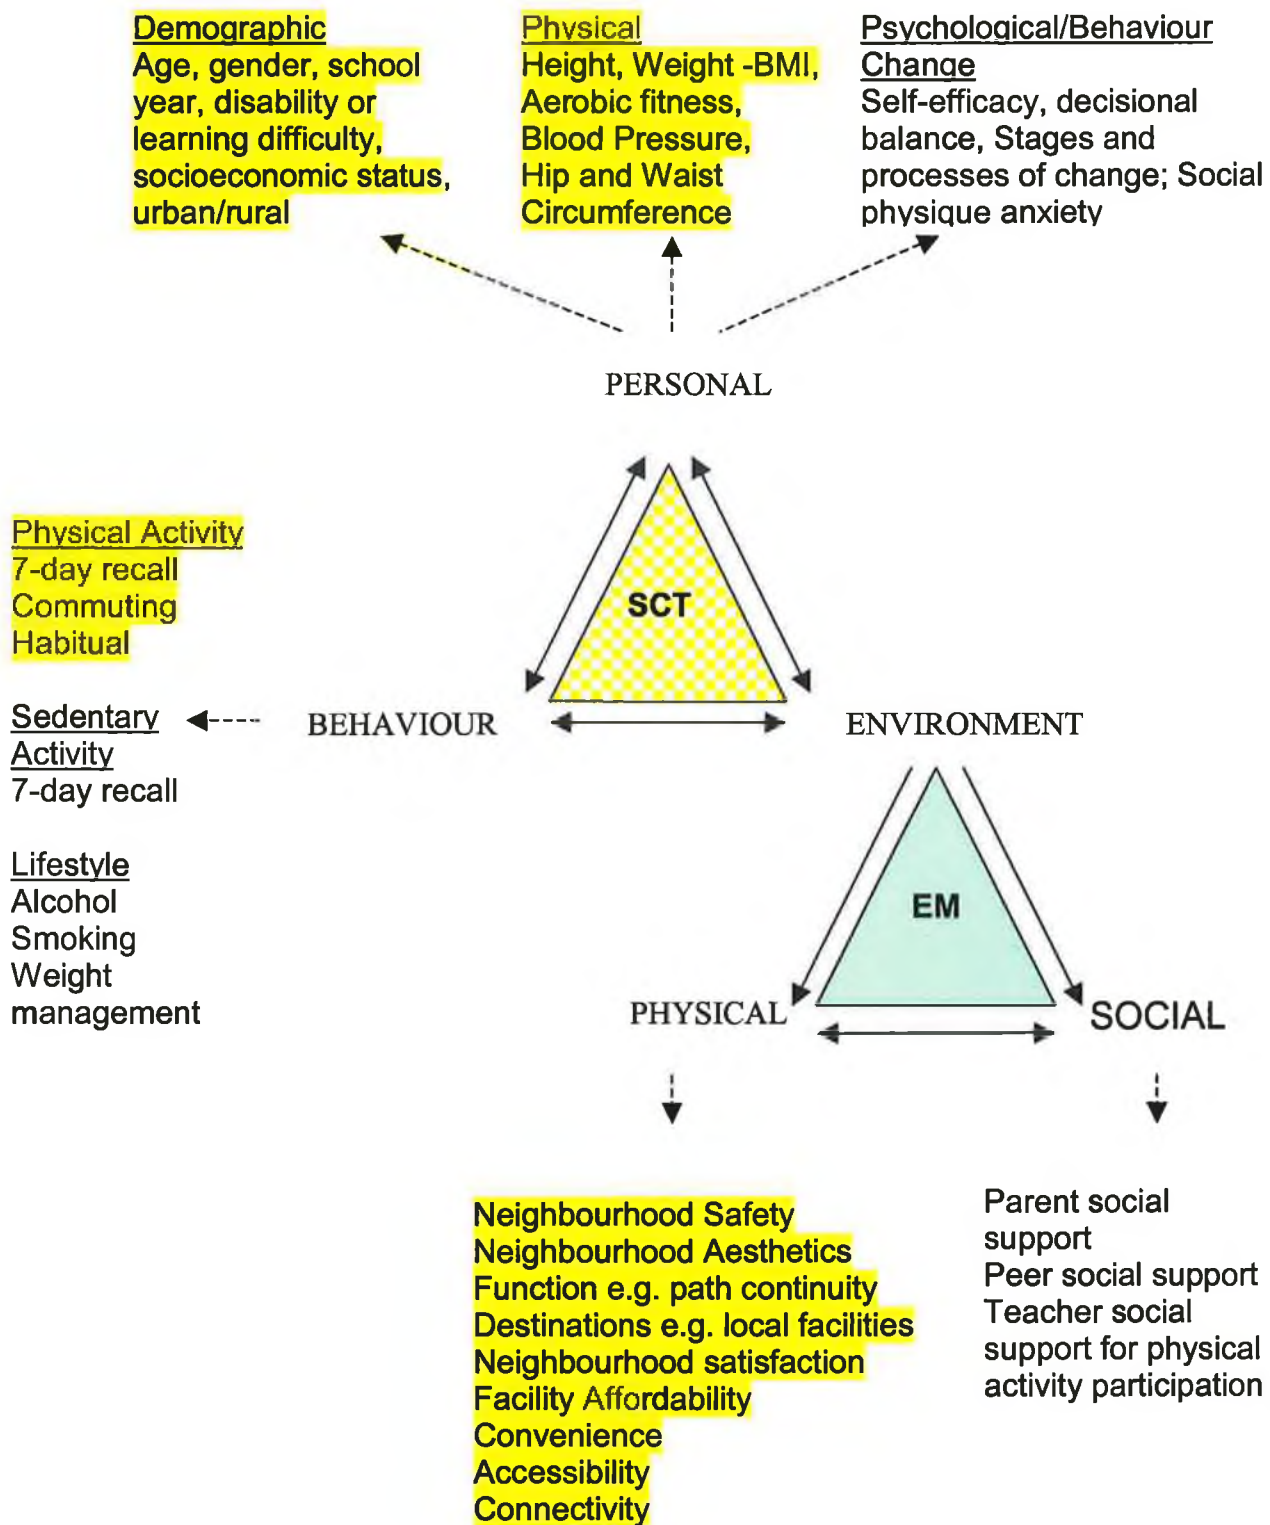 Demographic
Age, gender, school
year, disability or
learning difficulty,
socioeconomic status,
urban/rural
Physical
Height, Weight -BMI,
Aerobic fitness,
Blood Pressure,
Hip and Waist
Circumference
Psychological/Behaviour
Change
Self-efficacy, decisional
balance, Stages and
processes of change; Social
physique anxiety
PERSONAL
SCT
Physical Activity
7-day recall
Commuting
Habitual
Sedentary
Activity
7-day recall
Lifestyle
Alcohol
Smoking
Weight
management
BEHAVIOUR
ENVIRONMENT
EM
PHYSICAL
SOCIAL
Neighbourhood Safety
Neighbourhood Aesthetics
Function e.g. path continuity
Destinations e.g. local facilities
Neighbourhood satisfaction
Facility Affordability
Convenience
Accessibility
Connectivity
Parent social
support
Peer social support
Teacher social
support for physical
activity participation